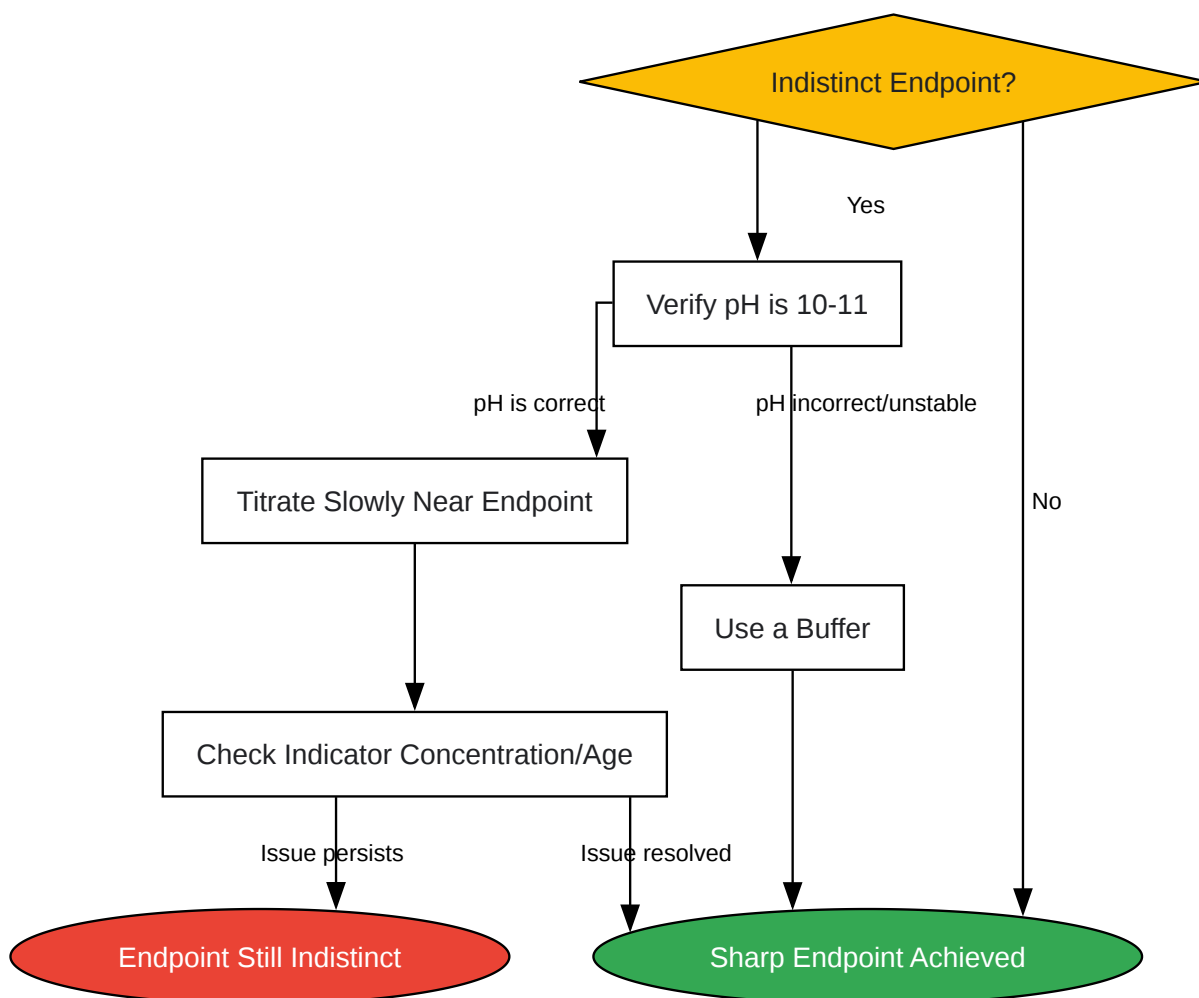 Indistinct Endpoint?
Yes
Verify pH is 10-11
pH is correct
pH incorrect/unstable
Titrate Slowly Near Endpoint
No
Use a Buffer
Check Indicator Concentration/Age
Issue persists
Issue resolved
Endpoint Still Indistinct
Sharp Endpoint Achieved